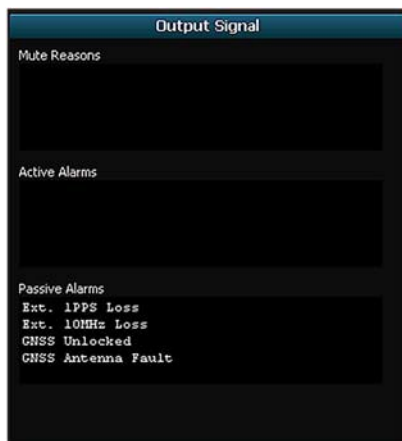 Output Signal
Mute Reasons
Active Alarms
Passive Alarms
Ext. 1PPS Loss
Ext. 10MHz Loss
GNSS Unlocked
GNSS Antenna Fault